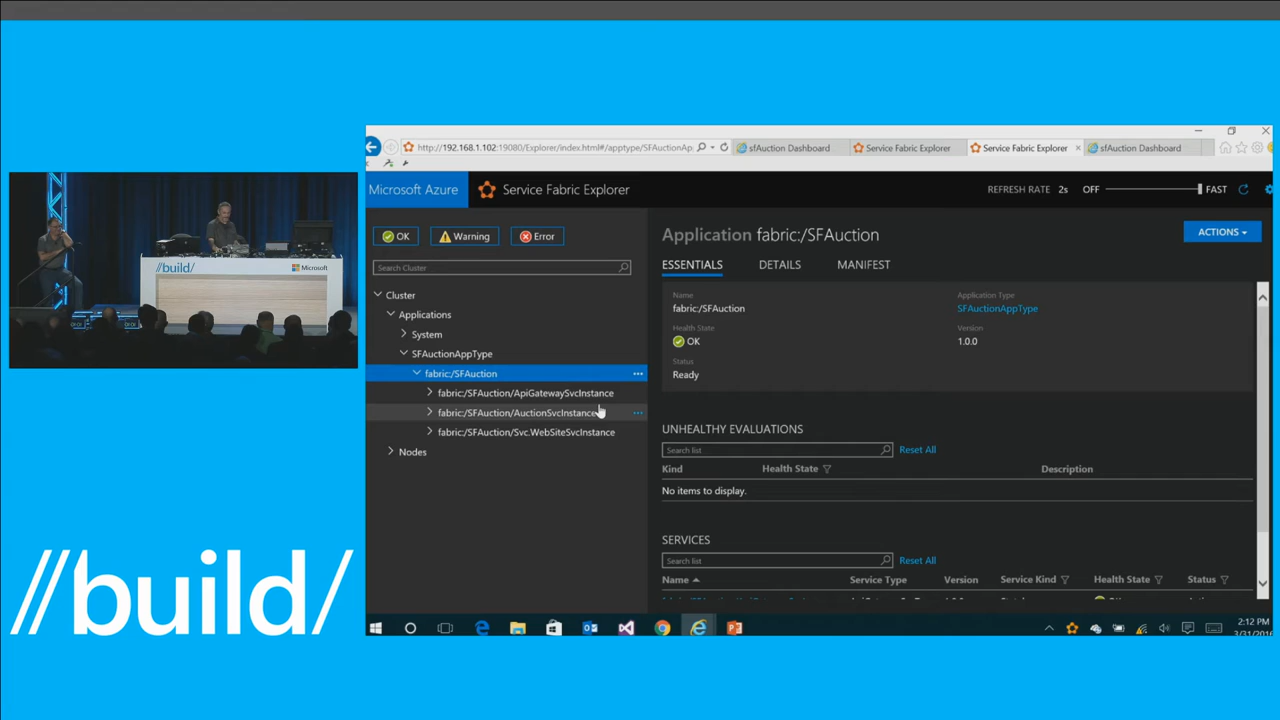 http://192.168.1.102:19080/Explorer/index.html#/apptype/SFAuctionAp
sfAuction Dashboard
Service Fabric Explorer
Service Fabric Explorer
sfAuction Dashboard
Microsoft Azure
Service Fabric Explorer
REFRESH RATE 2s OFF FAST
OK
Warning
Error
Application fabric:/SFAuction
ACTIONS
ESSENTIALS DETAILS MANIFEST
Search Cluster
Cluster
Applications
System
SFAuctionAppType
fabric:/SFAuction
fabric:/SFAuction/ApiGatewaySvcInstance
fabric:/SFAuction/AuctionSvcInstance
fabric:/SFAuction/Svc.WebSiteSvcInstance
Nodes
Name
fabric:/SFAuction
Application Type
SFAuctionAppType
Health State
OK
Version
1.0.0
Status
Ready
UNHEALTHY EVALUATIONS
Search list
Reset All
Kind Health State Description
No items to display.
SERVICES
Search list
Reset All
Name Service Type Version Service Kind Health State Status
2:12 PM
3/31/2016
//build/
Microsoft
//build/